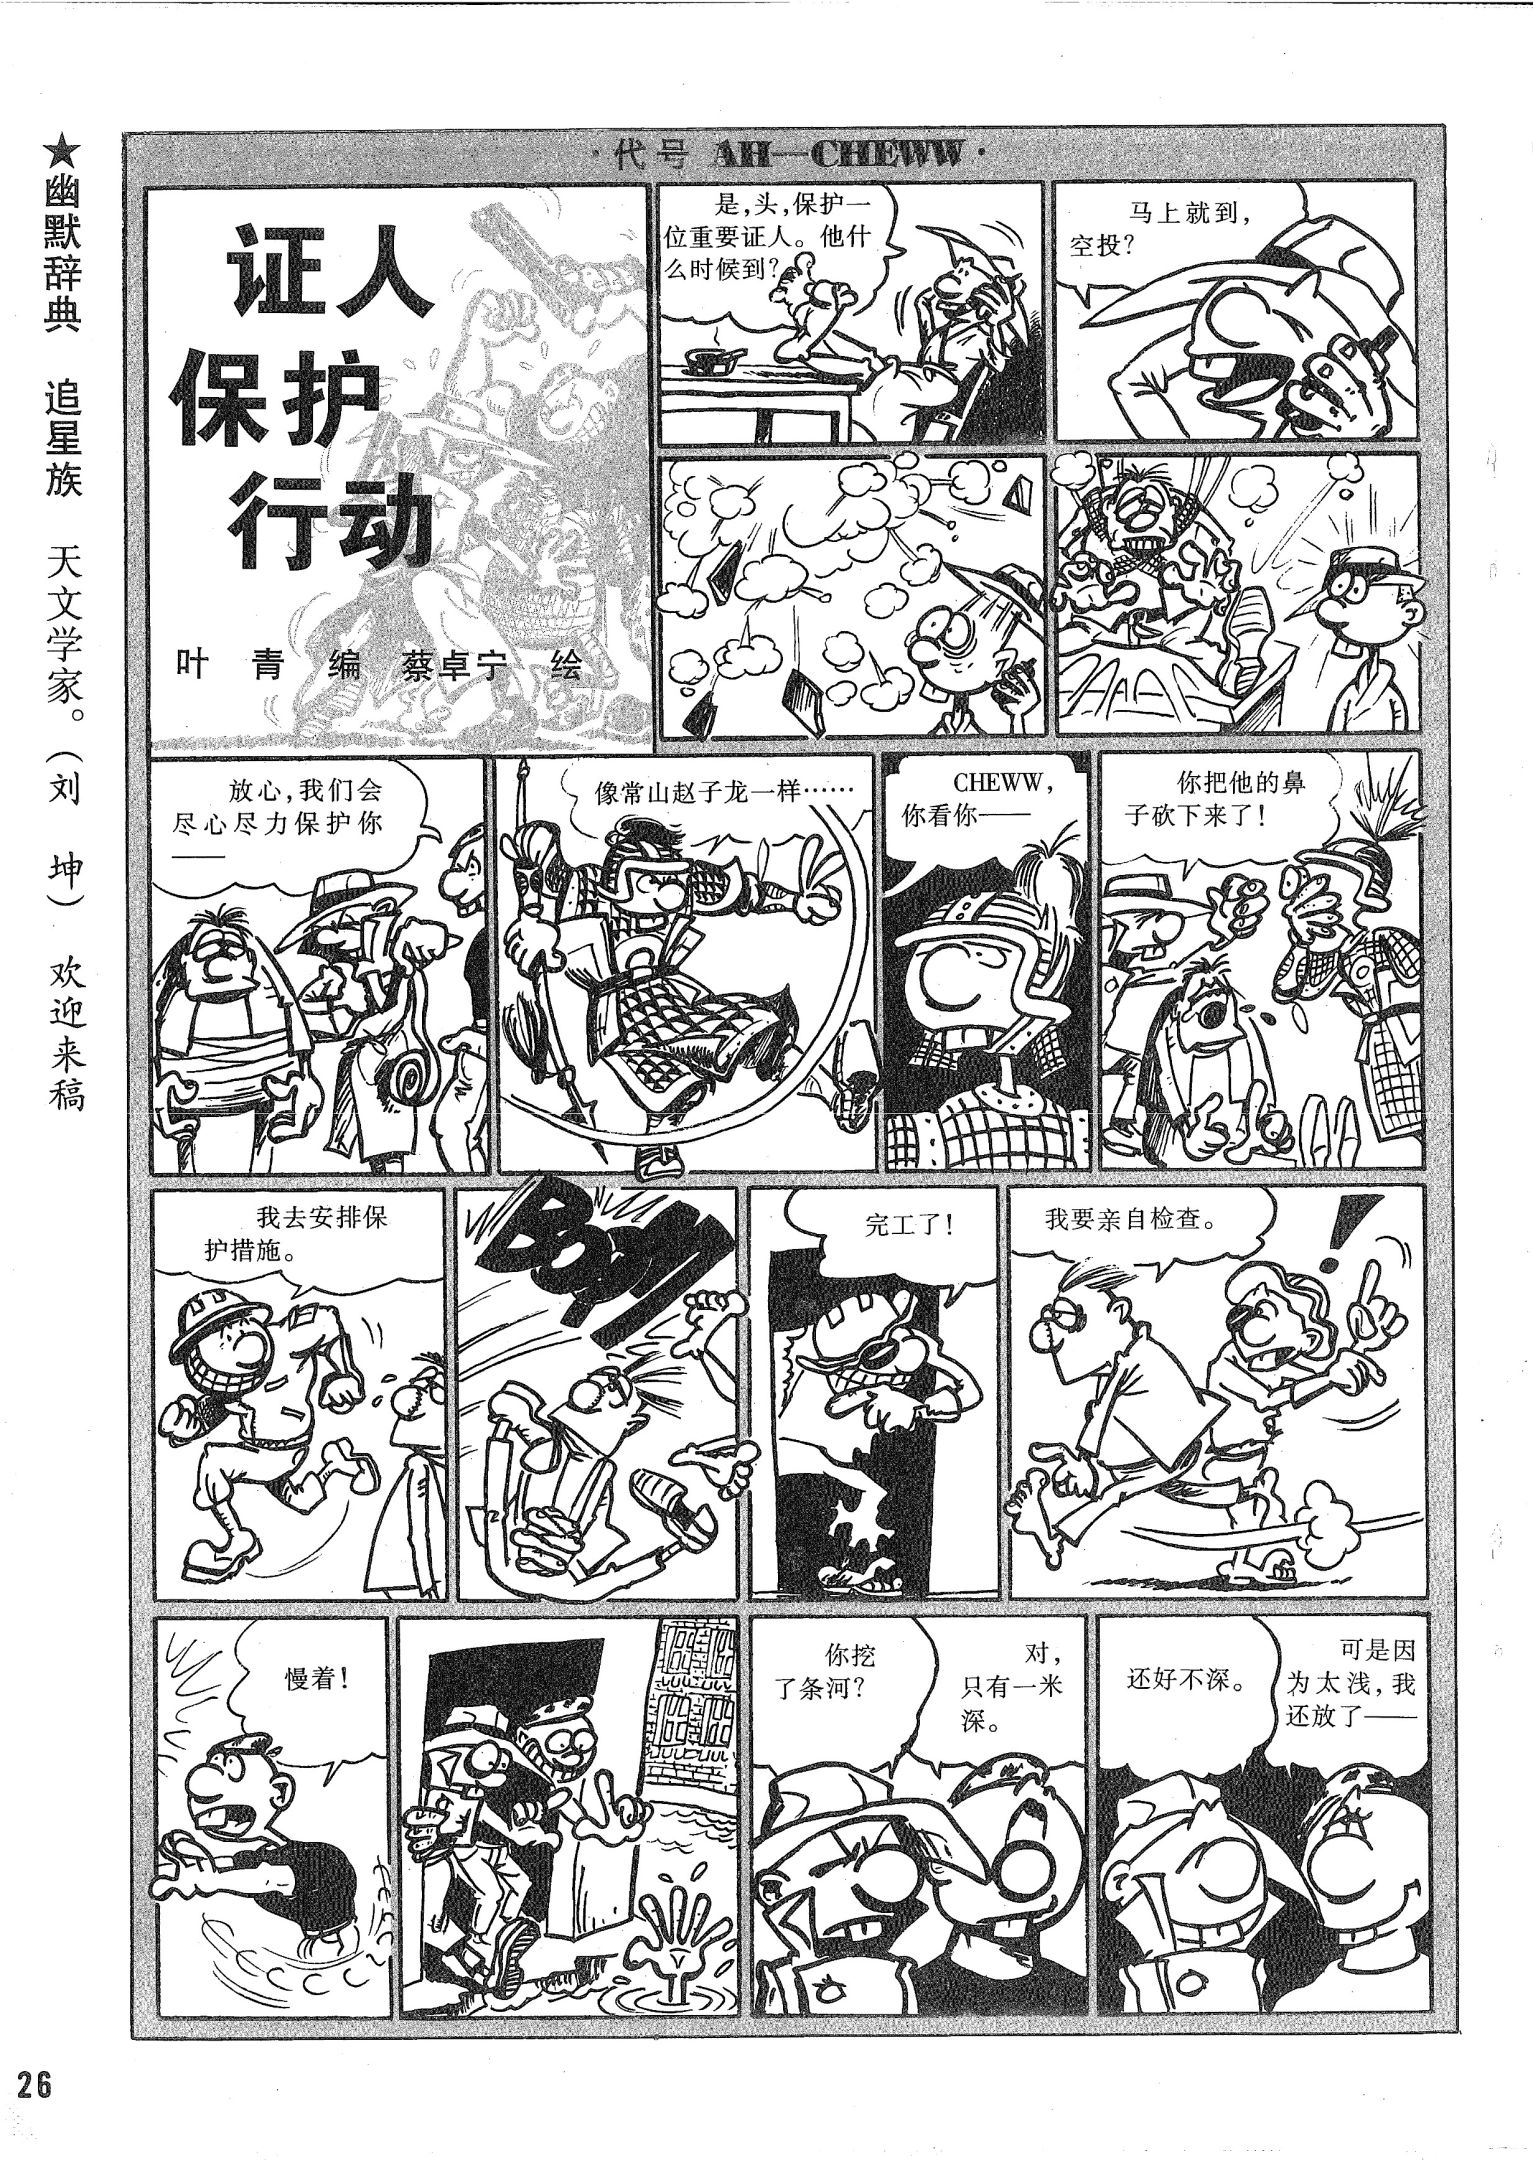 ★幽默辞典 追星族 天文学家。（刘 坤） 欢迎来稿
·代号 AH—CHEWW·
证人
保护
行动
叶 青 编 蔡卓宁 绘
是,头,保护一
位重要证人。他什
么时候到?
马上就到,
空投?
放心,我们会
尽心尽力保护你
——
像常山赵子龙一样……
CHEWW,
你看你——
你把他的鼻
子砍下来了!
我去安排保
护措施。
BOOM
完工了!
我要亲自检查。
!
慢着!
你挖
了条河?
对,
只有一米
深。
还好不深。
可是因
为太浅,我
还放了——
26